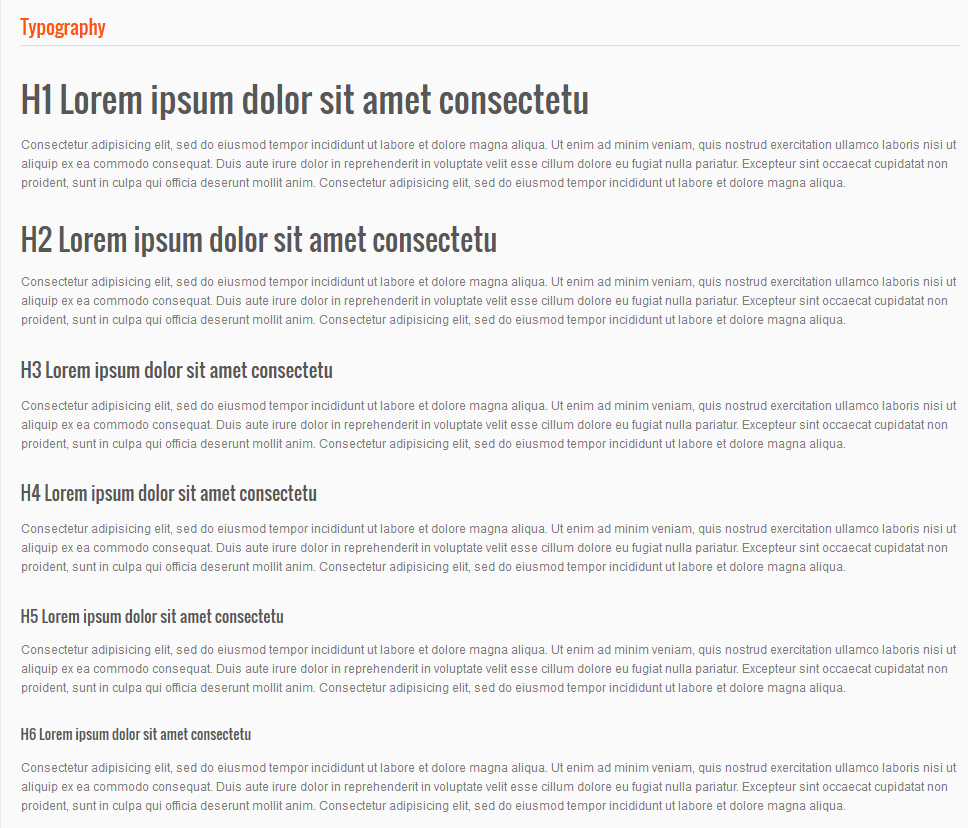 Typography
H1 Lorem ipsum dolor sit amet consectetu
Consectetur adipisicing elit, sed do eiusmod tempor incididunt ut labore et dolore magna aliqua. Ut enim ad minim veniam, quis nostrud exercitation ullamco laboris nisi ut
aliquip ex ea commodo consequat. Duis aute irure dolor in reprehenderit in voluptate velit esse cillum dolore eu fugiat nulla pariatur. Excepteur sint occaecat cupidatat non
proident, sunt in culpa qui officia deserunt mollit anim. Consectetur adipisicing elit, sed do eiusmod tempor incididunt ut labore et dolore magna aliqua.
H2 Lorem ipsum dolor sit amet consectetu
Consectetur adipisicing elit, sed do eiusmod tempor incididunt ut labore et dolore magna aliqua. Ut enim ad minim veniam, quis nostrud exercitation ullamco laboris nisi ut
aliquip ex ea commodo consequat. Duis aute irure dolor in reprehenderit in voluptate velit esse cillum dolore eu fugiat nulla pariatur. Excepteur sint occaecat cupidatat non
proident, sunt in culpa qui officia deserunt mollit anim. Consectetur adipisicing elit, sed do eiusmod tempor incididunt ut labore et dolore magna aliqua.
H3 Lorem ipsum dolor sit amet consectetu
Consectetur adipisicing elit, sed do eiusmod tempor incididunt ut labore et dolore magna aliqua. Ut enim ad minim veniam, quis nostrud exercitation ullamco laboris nisi ut
aliquip ex ea commodo consequat. Duis aute irure dolor in reprehenderit in voluptate velit esse cillum dolore eu fugiat nulla pariatur. Excepteur sint occaecat cupidatat non
proident, sunt in culpa qui officia deserunt mollit anim. Consectetur adipisicing elit, sed do eiusmod tempor incididunt ut labore et dolore magna aliqua.
H4 Lorem ipsum dolor sit amet consectetu
Consectetur adipisicing elit, sed do eiusmod tempor incididunt ut labore et dolore magna aliqua. Ut enim ad minim veniam, quis nostrud exercitation ullamco laboris nisi ut
aliquip ex ea commodo consequat. Duis aute irure dolor in reprehenderit in voluptate velit esse cillum dolore eu fugiat nulla pariatur. Excepteur sint occaecat cupidatat non
proident, sunt in culpa qui officia deserunt mollit anim. Consectetur adipisicing elit, sed do eiusmod tempor incididunt ut labore et dolore magna aliqua.
H5 Lorem ipsum dolor sit amet consectetu
Consectetur adipisicing elit, sed do eiusmod tempor incididunt ut labore et dolore magna aliqua. Ut enim ad minim veniam, quis nostrud exercitation ullamco laboris nisi ut
aliquip ex ea commodo consequat. Duis aute irure dolor in reprehenderit in voluptate velit esse cillum dolore eu fugiat nulla pariatur. Excepteur sint occaecat cupidatat non
proident, sunt in culpa qui officia deserunt mollit anim. Consectetur adipisicing elit, sed do eiusmod tempor incididunt ut labore et dolore magna aliqua.
H6 Lorem ipsum dolor sit amet consectetu
Consectetur adipisicing elit, sed do eiusmod tempor incididunt ut labore et dolore magna aliqua. Ut enim ad minim veniam, quis nostrud exercitation ullamco laboris nisi ut
aliquip ex ea commodo consequat. Duis aute irure dolor in reprehenderit in voluptate velit esse cillum dolore eu fugiat nulla pariatur. Excepteur sint occaecat cupidatat non
proident, sunt in culpa qui officia deserunt mollit anim. Consectetur adipisicing elit, sed do eiusmod tempor incididunt ut labore et dolore magna aliqua.